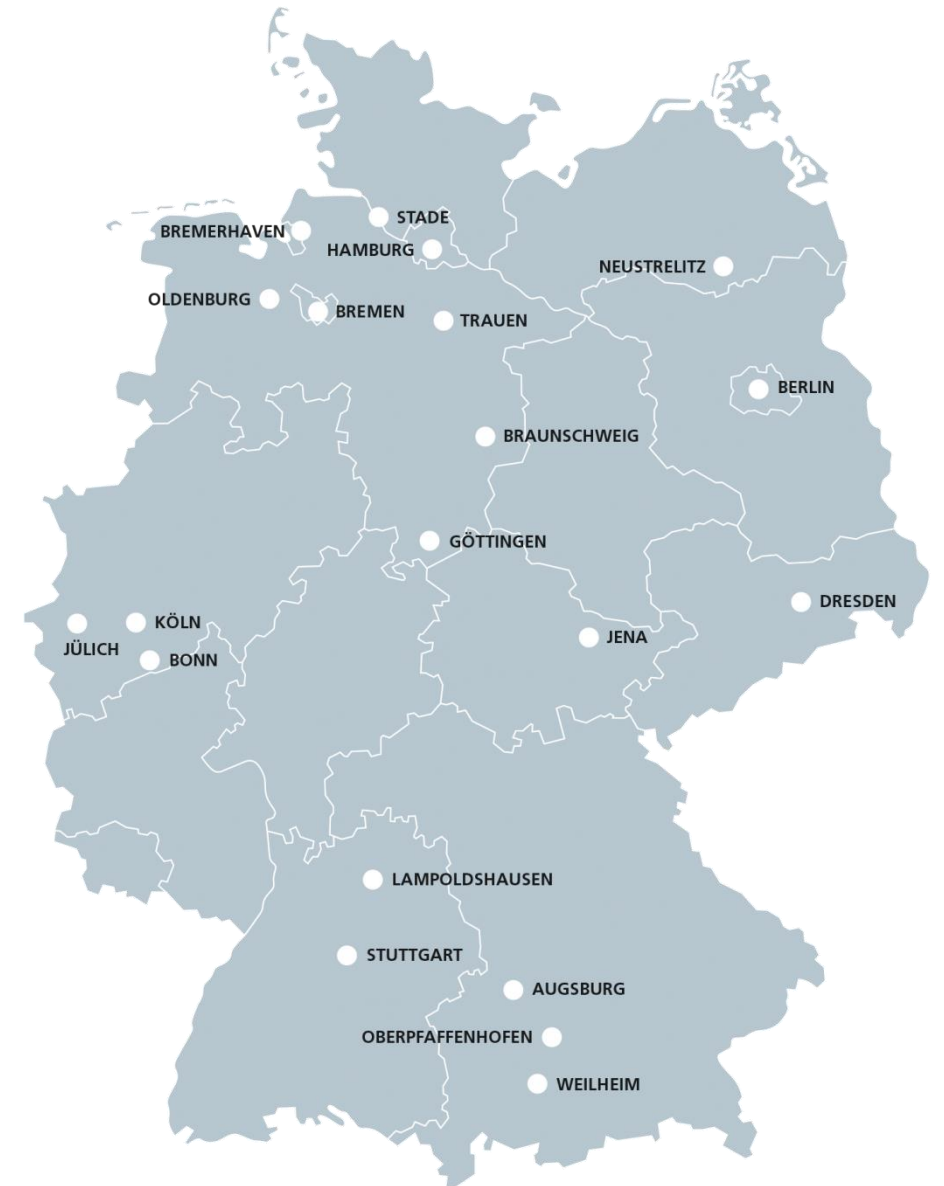 STADE
BREMERHAVEN
HAMBURG
NEUSTRELITZ
OLDENBURG
BREMEN
TRAUEN
BERLIN
BRAUNSCHWEIG
GÖTTINGEN
DRESDEN
KÖLN
JENA
JÜLICH
BONN
LAMPOLDSHAUSEN
STUTTGART
AUGSBURG
OBERPFAFFENHOFEN
WEILHEIM